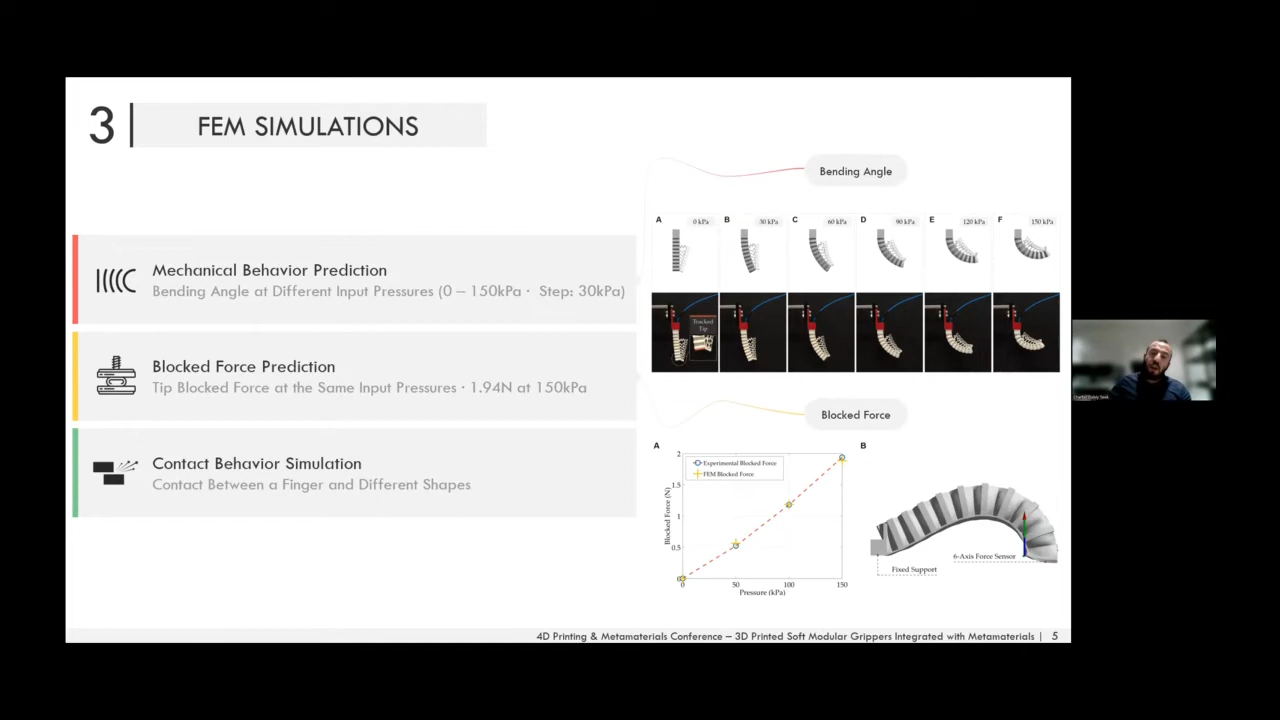 3
FEM SIMULATIONS
Mechanical Behavior Prediction
Bending Angle at Different Input Pressures (0 – 150kPa · Step: 30kPa)
Blocked Force Prediction
Tip Blocked Force at the Same Input Pressures · 1.94N at 150kPa
Contact Behavior Simulation
Contact Between a Finger and Different Shapes
Bending Angle
A 0 kPa B 30 kPa C 60 kPa D 90 kPa E 120 kPa F 150 kPa
Tracked
Tip
Blocked Force
A
Experimental Blocked Force
FEM Blocked Force
Blocked Force (N)
2
1.5
1
0.5
0
0 50 100 150
Pressure (kPa)
B
6-Axis Force Sensor
Fixed Support
4D Printing & Metamaterials Conference – 3D Printed Soft Modular Grippers Integrated with Metamaterials | 5